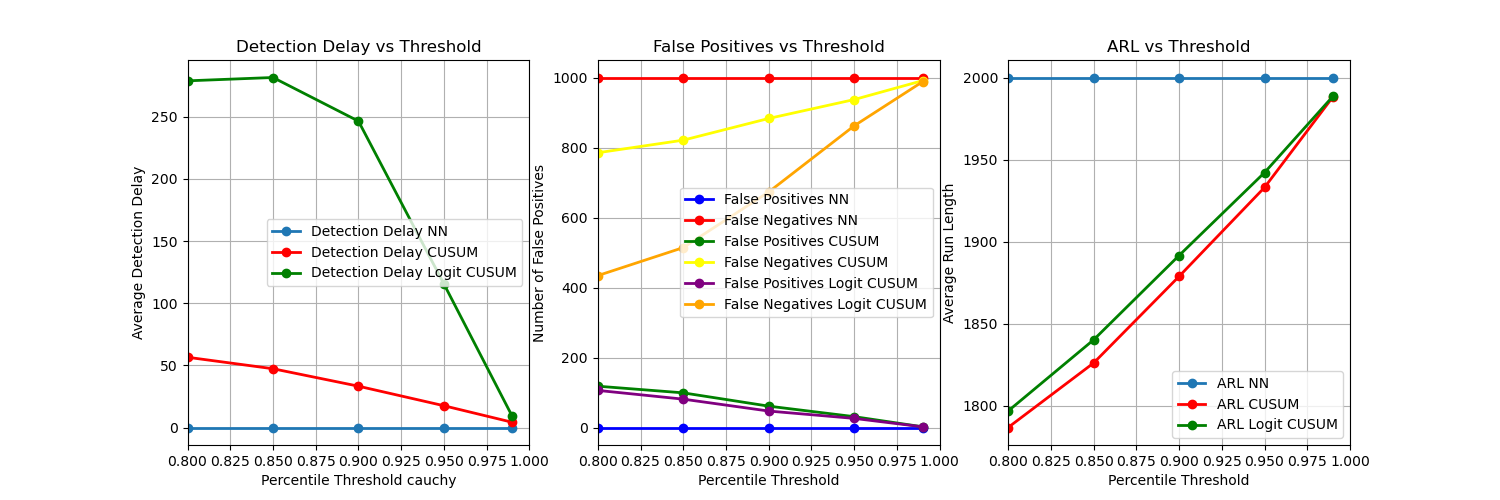 Detection Delay vs Threshold
Average Detection Delay
250
200
150
100
50
0
Detection Delay NN
Detection Delay CUSUM
Detection Delay Logit CUSUM
0.800 0.825 0.850 0.875 0.900 0.925 0.950 0.975 1.000
Percentile Threshold cauchy
False Positives vs Threshold
Number of False Positives
1000
800
600
400
200
0
False Positives NN
False Negatives NN
False Positives CUSUM
False Negatives CUSUM
False Positives Logit CUSUM
False Negatives Logit CUSUM
0.800 0.825 0.850 0.875 0.900 0.925 0.950 0.975 1.000
Percentile Threshold
ARL vs Threshold
Average Run Length
2000
1950
1900
1850
1800
ARL NN
ARL CUSUM
ARL Logit CUSUM
0.800 0.825 0.850 0.875 0.900 0.925 0.950 0.975 1.000
Percentile Threshold